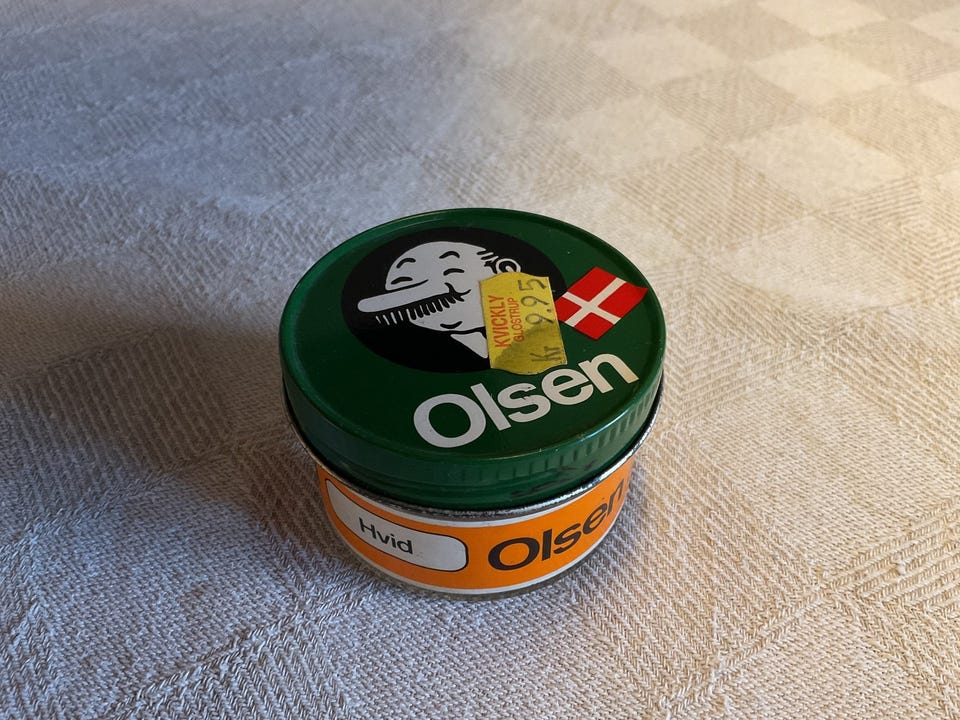 KVICKLY
GLOSTRUP
Kr 9.95
Olsen
Hvid
Olsen